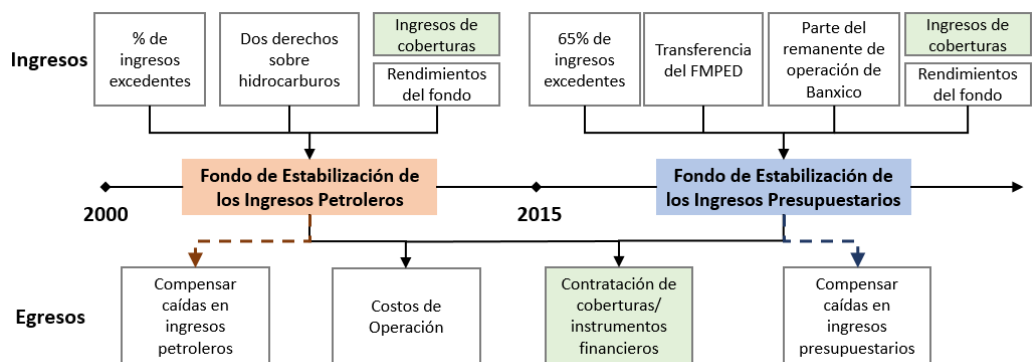 Ingresos
% de
ingresos
excedentes
Dos derechos
sobre
hidrocarburos
Ingresos de
coberturas
Rendimientos
del fondo
65% de
ingresos
excedentes
Transferencia
del FMPED
Parte del
remanente de
operación de
Banxico
Ingresos de
coberturas
Rendimientos
del fondo
Fondo de Estabilización de
los Ingresos Petroleros
Fondo de Estabilización de
los Ingresos Presupuestarios
2000
2015
Egresos
Compensar
caídas en
ingresos
petroleros
Costos de
Operación
Contratación de
coberturas/
instrumentos
financieros
Compensar
caídas en
ingresos
presupuestarios